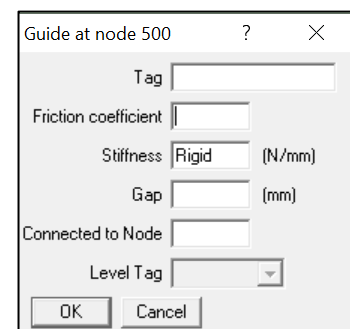 Guide at node 500 ? ×
Tag
Friction coefficient
Stiffness Rigid (N/mm)
Gap (mm)
Connected to Node
Level Tag
OK Cancel